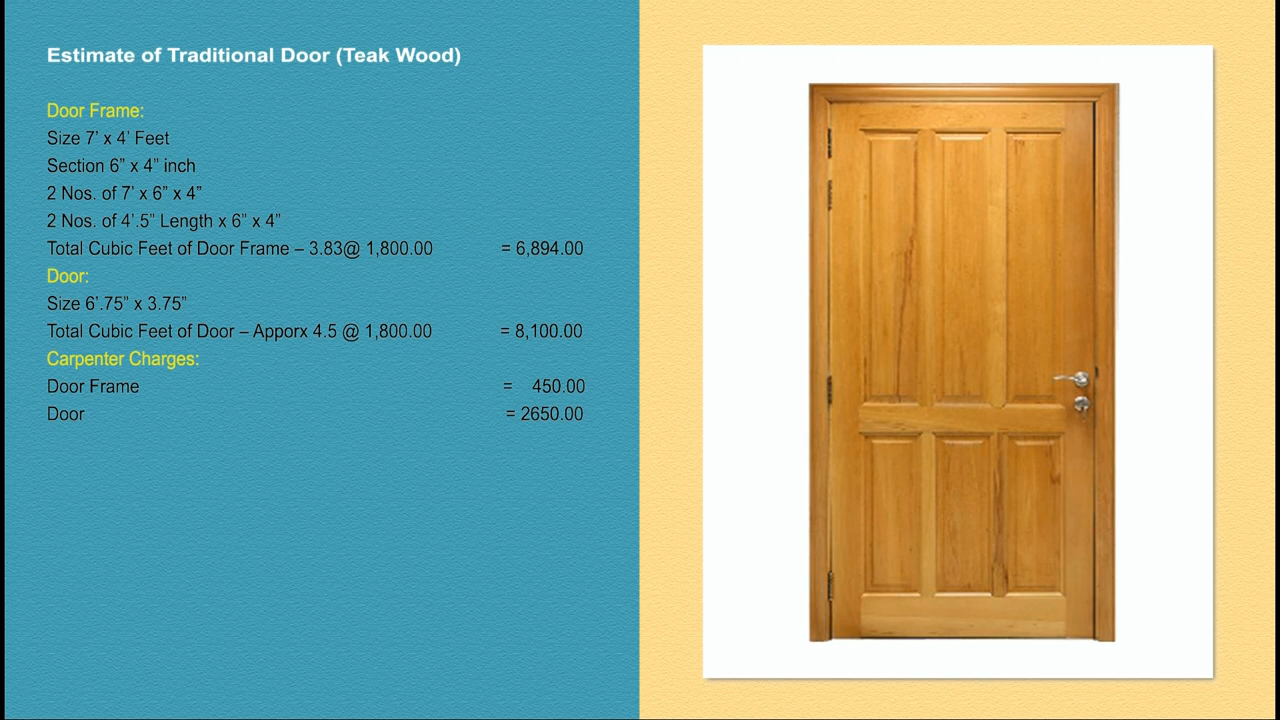 Estimate of Traditional Door (Teak Wood)
Door Frame:
Size 7’ x 4’ Feet
Section 6” x 4” inch
2 Nos. of 7’ x 6” x 4”
2 Nos. of 4’.5” Length x 6” x 4”
Total Cubic Feet of Door Frame – 3.83@ 1,800.00 = 6,894.00
Door:
Size 6’.75” x 3.75”
Total Cubic Feet of Door – Apporx 4.5 @ 1,800.00 = 8,100.00
Carpenter Charges:
Door Frame = 450.00
Door = 2650.00